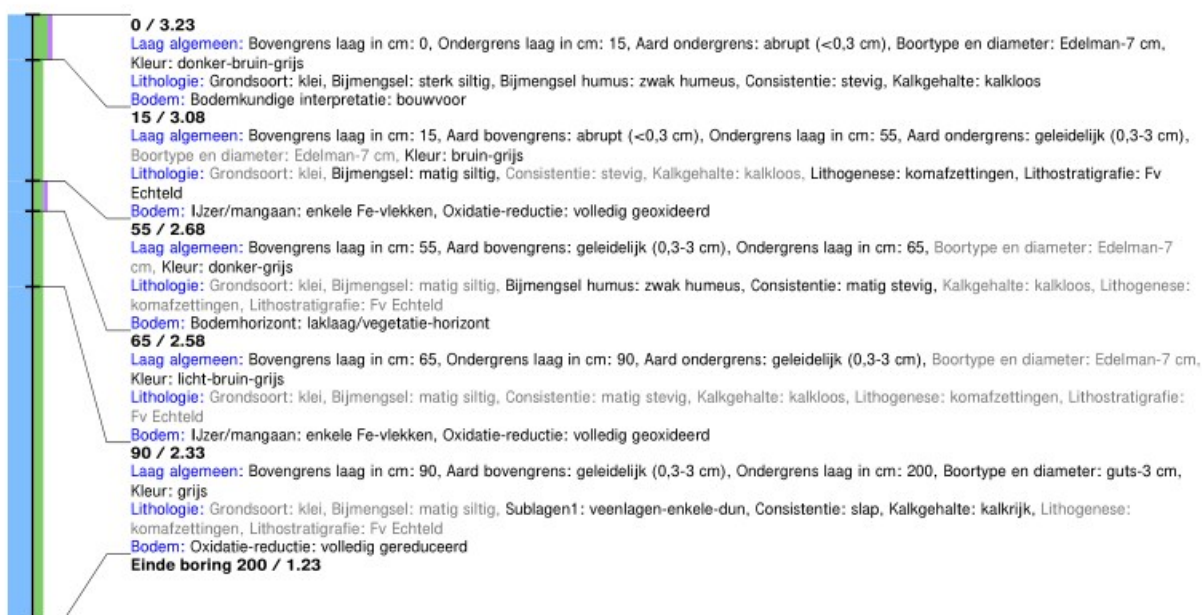 0 / 3.23
Laag algemeen: Bovengrens laag in cm: 0, Ondergrens laag in cm: 15, Aard ondergrens: abrupt (<0,3 cm), Boortype en diameter: Edelman-7 cm,
Kleur: donker-bruin-grijs
Lithologie: Grondsoort: klei, Bijmengsel: sterk siltig, Bijmengsel humus: zwak humeus, Consistentie: stevig, Kalkgehalte: kalkloos
Bodem: Bodemkundige interpretatie: bouwvoor
15 / 3.08
Laag algemeen: Bovengrens laag in cm: 15, Aard bovengrens: abrupt (<0,3 cm), Ondergrens laag in cm: 55, Aard ondergrens: geleidelijk (0,3-3 cm),
Boortype en diameter: Edelman-7 cm, Kleur: bruin-grijs
Lithologie: Grondsoort: klei, Bijmengsel: matig siltig, Consistentie: stevig, Kalkgehalte: kalkloos, Lithogenese: komafzettingen, Lithostratigrafie: Fv
Echteld
Bodem: IJzer/mangaan: enkele Fe-vlekken, Oxidatie-reductie: volledig geoxideerd
55 / 2.68
Laag algemeen: Bovengrens laag in cm: 55, Aard bovengrens: geleidelijk (0,3-3 cm), Ondergrens laag in cm: 65, Boortype en diameter: Edelman-7
cm, Kleur: donker-grijs
Lithologie: Grondsoort: klei, Bijmengsel: matig siltig, Bijmengsel humus: zwak humeus, Consistentie: matig stevig, Kalkgehalte: kalkloos, Lithogenese:
komafzettingen, Lithostratigrafie: Fv Echteld
Bodem: Bodemhorizont: laklaag/vegetatie-horizont
65 / 2.58
Laag algemeen: Bovengrens laag in cm: 65, Ondergrens laag in cm: 90, Aard ondergrens: geleidelijk (0,3-3 cm), Boortype en diameter: Edelman-7 cm,
Kleur: licht-bruin-grijs
Lithologie: Grondsoort: klei, Bijmengsel: matig siltig, Consistentie: matig stevig, Kalkgehalte: kalkloos, Lithogenese: komafzettingen, Lithostratigrafie:
Fv Echteld
Bodem: IJzer/mangaan: enkele Fe-vlekken, Oxidatie-reductie: volledig geoxideerd
90 / 2.33
Laag algemeen: Bovengrens laag in cm: 90, Aard bovengrens: geleidelijk (0,3-3 cm), Ondergrens laag in cm: 200, Boortype en diameter: guts-3 cm,
Kleur: grijs
Lithologie: Grondsoort: klei, Bijmengsel: matig siltig, Sublagen1: veenlagen-enkele-dun, Consistentie: slap, Kalkgehalte: kalkrijk, Lithogenese:
komafzettingen, Lithostratigrafie: Fv Echteld
Bodem: Oxidatie-reductie: volledig gereduceerd
Einde boring 200 / 1.23